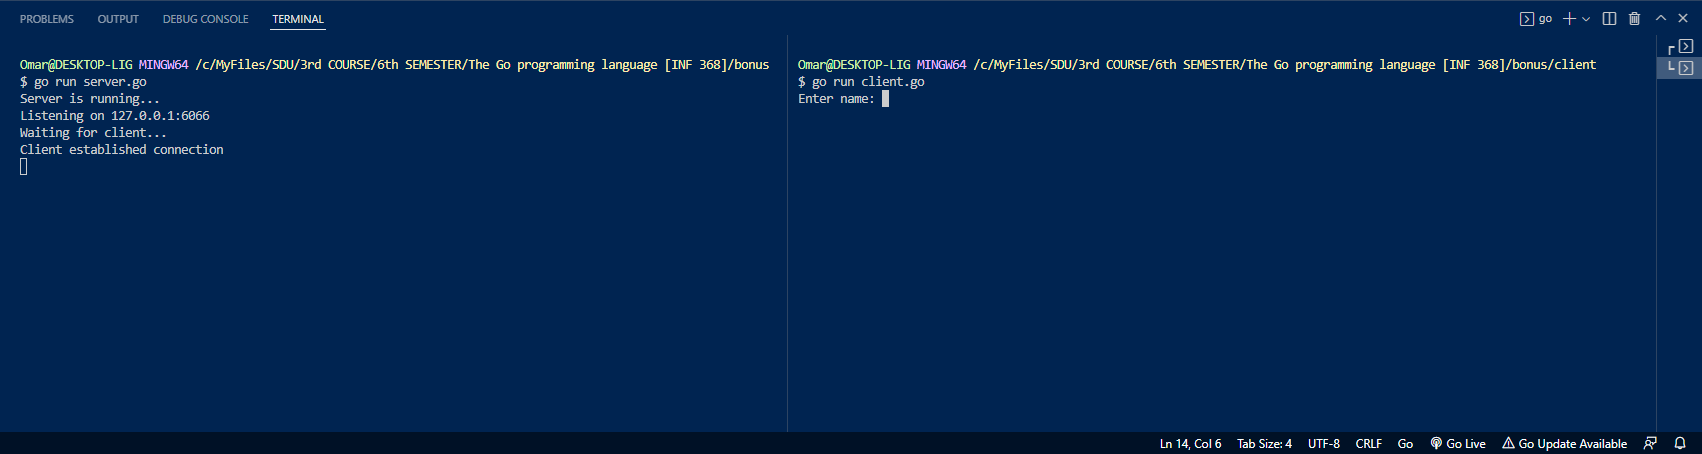 PROBLEMS OUTPUT DEBUG CONSOLE TERMINAL go
Omar@DESKTOP-LIG MINGW64 /c/MyFiles/SDU/3rd COURSE/6th SEMESTER/The Go programming language [INF 368]/bonus
$ go run server.go
Server is running...
Listening on 127.0.0.1:6066
Waiting for client...
Client established connection
Omar@DESKTOP-LIG MINGW64 /c/MyFiles/SDU/3rd COURSE/6th SEMESTER/The Go programming language [INF 368]/bonus/client
$ go run client.go
Enter name:
Ln 14, Col 6 Tab Size: 4 UTF-8 CRLF Go Go Live Go Update Available